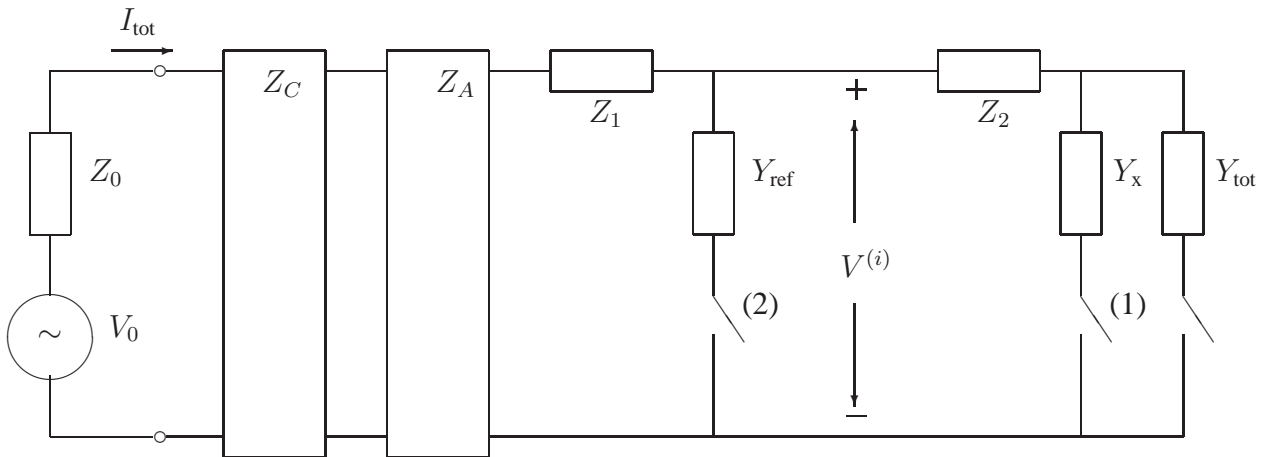 I_tot
Z_C
Z_A
Z_1
Z_2
Z_0
Y_ref
Y_x
Y_tot
+
V^(i)
−
(2)
(1)
∼
V_0